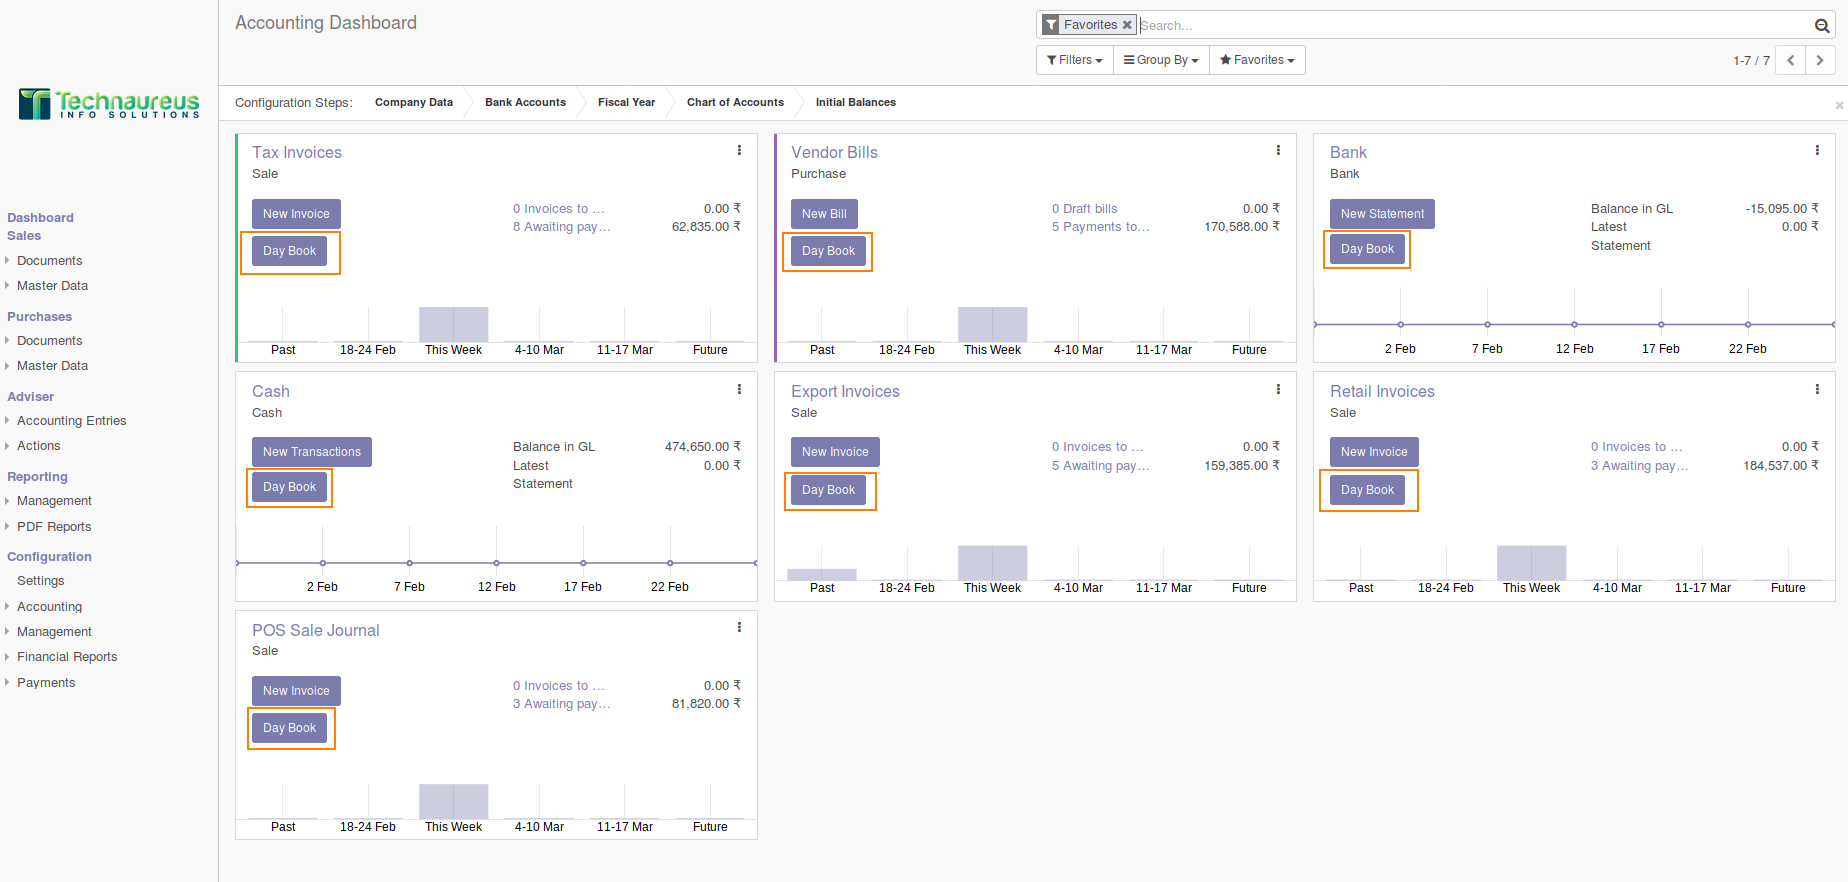 Accounting Dashboard
Favorites
Search...
Filters
Group By
Favorites
1-7 / 7
Technaureus
INFO SOLUTIONS
Configuration Steps:
Company Data
Bank Accounts
Fiscal Year
Chart of Accounts
Initial Balances
Dashboard
Sales
Documents
Master Data
Purchases
Documents
Master Data
Adviser
Accounting Entries
Actions
Reporting
Management
PDF Reports
Configuration
Settings
Accounting
Management
Financial Reports
Payments
Tax Invoices
Sale
New Invoice
Day Book
0 Invoices to ... 0.00 ₹
8 Awaiting pay... 62,835.00 ₹
Past 18-24 Feb This Week 4-10 Mar 11-17 Mar Future
Vendor Bills
Purchase
New Bill
Day Book
0 Draft bills 0.00 ₹
5 Payments to... 170,588.00 ₹
Past 18-24 Feb This Week 4-10 Mar 11-17 Mar Future
Bank
Bank
New Statement
Day Book
Balance in GL -15,095.00 ₹
Latest 0.00 ₹
Statement
2 Feb 7 Feb 12 Feb 17 Feb 22 Feb
Cash
Cash
New Transactions
Day Book
Balance in GL 474,650.00 ₹
Latest 0.00 ₹
Statement
2 Feb 7 Feb 12 Feb 17 Feb 22 Feb
Export Invoices
Sale
New Invoice
Day Book
0 Invoices to ... 0.00 ₹
5 Awaiting pay... 159,385.00 ₹
Past 18-24 Feb This Week 4-10 Mar 11-17 Mar Future
Retail Invoices
Sale
New Invoice
Day Book
0 Invoices to ... 0.00 ₹
3 Awaiting pay... 184,537.00 ₹
Past 18-24 Feb This Week 4-10 Mar 11-17 Mar Future
POS Sale Journal
Sale
New Invoice
Day Book
0 Invoices to ... 0.00 ₹
3 Awaiting pay... 81,820.00 ₹
Past 18-24 Feb This Week 4-10 Mar 11-17 Mar Future